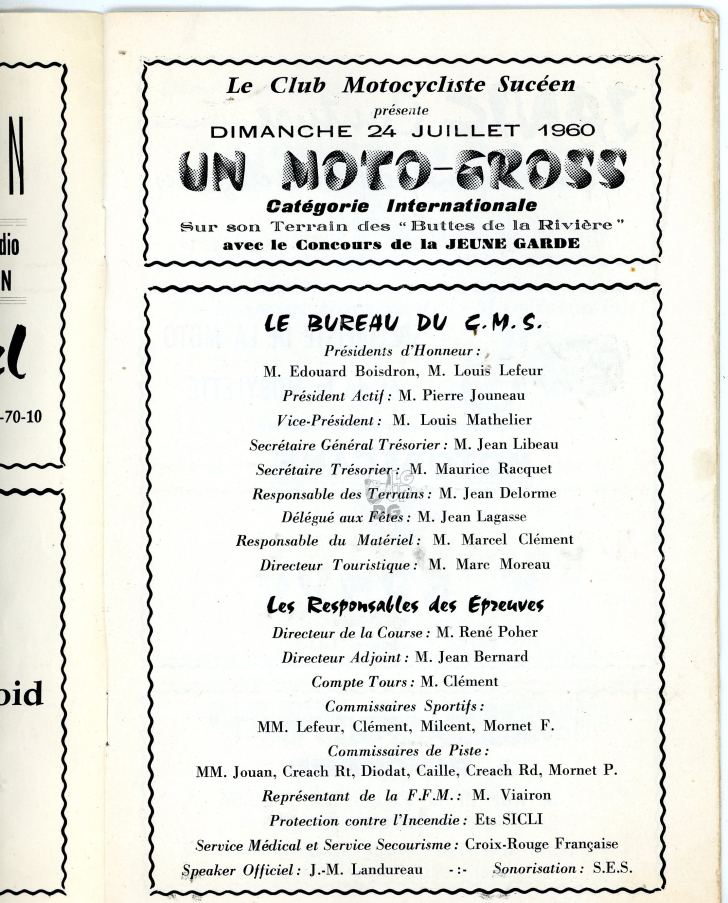 N
dio
N
el
-70-10
oid
Le Club Motocycliste Sucéen
présente
DIMANCHE 24 JUILLET 1960
UN MOTO-CROSS
Catégorie Internationale
Sur son Terrain des “Buttes de la Rivière”
avec le Concours de la JEUNE GARDE
LE BUREAU DU C.M.S.
Présidents d'Honneur :
M. Edouard Boisdron, M. Louis Lefeur
Président Actif : M. Pierre Jouneau
Vice-Président : M. Louis Mathelier
Secrétaire Général Trésorier : M. Jean Libeau
Secrétaire Trésorier : M. Maurice Racquet
Responsable des Terrains : M. Jean Delorme
Délégué aux Fêtes : M. Jean Lagasse
Responsable du Matériel : M. Marcel Clément
Directeur Touristique : M. Marc Moreau
Les Responsables des Epreuves
Directeur de la Course : M. René Poher
Directeur Adjoint : M. Jean Bernard
Compte Tours : M. Clément
Commissaires Sportifs :
MM. Lefeur, Clément, Milcent, Mornet F.
Commissaires de Piste :
MM. Jouan, Creach Rt, Diodat, Caille, Creach Rd, Mornet P.
Représentant de la F.F.M. : M. Viairon
Protection contre l'Incendie : Ets SICLI
Service Médical et Service Secourisme : Croix-Rouge Française
Speaker Officiel : J.-M. Landureau -:- Sonorisation : S.E.S.